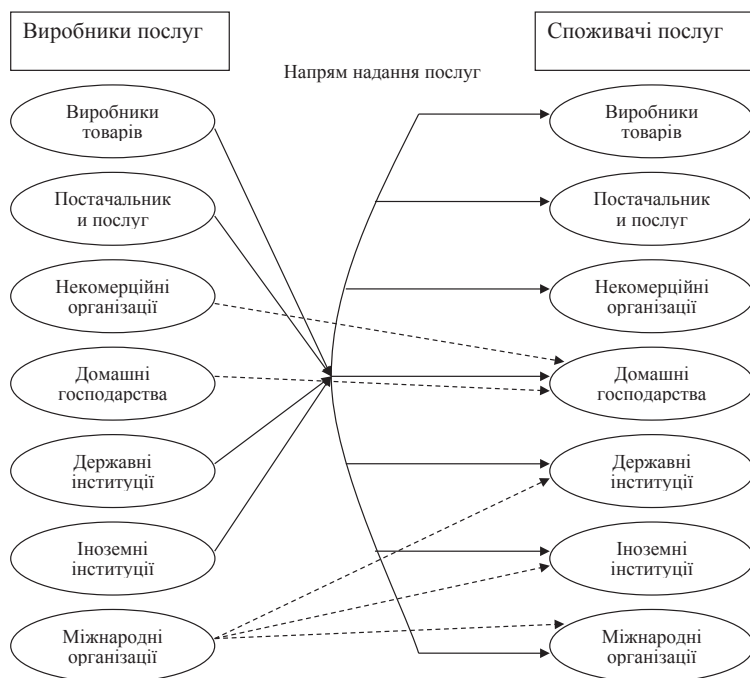 Виробники послуг
Споживачі послуг
Напрям надання послуг
Виробники
товарів
Виробники
товарів
Постачальник
и послуг
Постачальник
и послуг
Некомерційні
організації
Некомерційні
організації
Домашні
господарства
Домашні
господарства
Державні
інституції
Державні
інституції
Іноземні
інституції
Іноземні
інституції
Міжнародні
організації
Міжнародні
організації